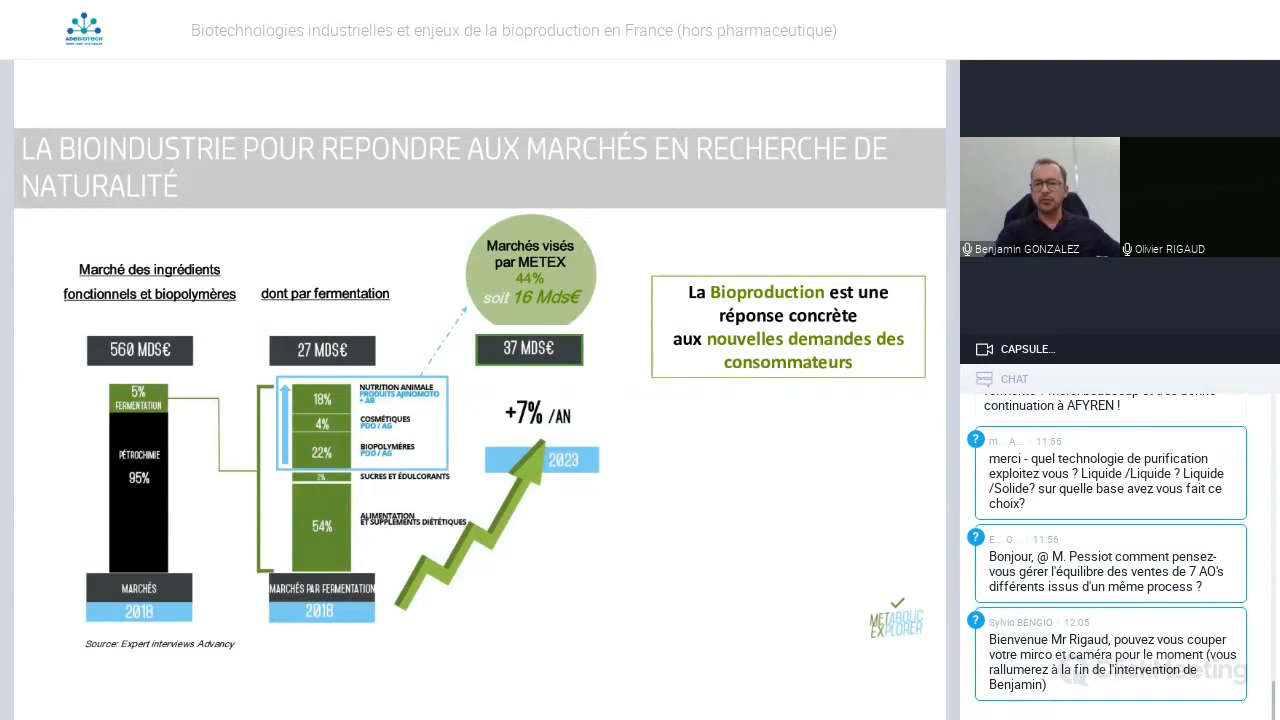 ADEBIOTECH
Biotechnologies industrielles et enjeux de la bioproduction en France (hors pharmaceutique)
LA BIOINDUSTRIE POUR REPONDRE AUX MARCHÉS EN RECHERCHE DE
NATURALITÉ
Marché des ingrédients
fonctionnels et biopolymères
dont par fermentation
Marchés visés
par METEX
44%
soit 16 Mds€
560 MDS€
27 MDS€
37 MDS€
5%
FERMENTATION
PÉTROCHIMIE
95%
MARCHÉS
2018
18%
NUTRITION ANIMALE
PRODUITS AJINOMOTO
+ AB
4%
COSMÉTIQUES
PDO / AG
22%
BIOPOLYMÈRES
PDO / AG
2%
SUCRES ET ÉDULCORANTS
54%
ALIMENTATION
ET SUPPLÉMENTS DIÉTÉTIQUES
MARCHÉS PAR FERMENTATION
2018
+7% /AN
2023
La Bioproduction est une
réponse concrète
aux nouvelles demandes des
consommateurs
METABOLIC
EXPLORER
Source: Expert interviews Advancy
Benjamin GONZALEZ
Olivier RIGAUD
CAPSULE...
CHAT
continuation à AFYREN !
? m... A... 11:55
merci - quel technologie de purification
exploitez vous ? Liquide /Liquide ? Liquide
/Solide? sur quelle base avez vous fait ce
choix?
? E... O... 11:56
Bonjour, @ M. Pessiot comment pensez-
vous gérer l'équilibre des ventes de 7 AO's
différents issus d'un même process ?
? Sylvio BENGIO 12:05
Bienvenue Mr Rigaud, pouvez vous couper
votre mirco et caméra pour le moment (vous
rallumerez à la fin de l'intervention de
Benjamin)
ClickMeeting